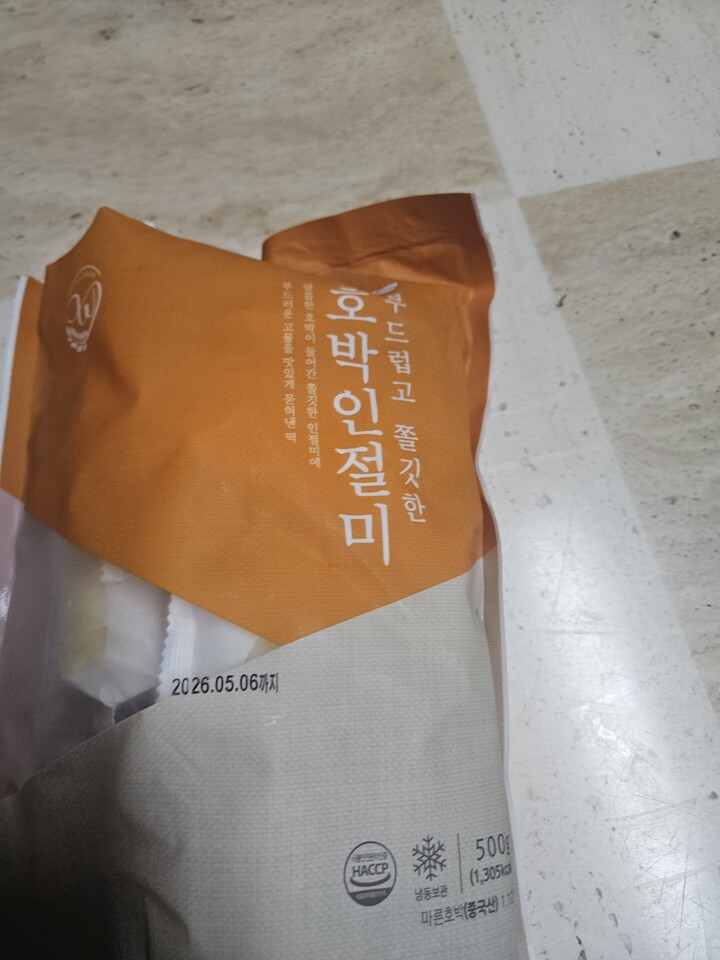 부드럽고 쫄깃한
호박인절미
달콤한 호박이 들어간 쫄깃한 인절미에
부드러운 고물을 맛있게 묻혀낸 떡
2026.05.06까지
HACCP
냉동보관
500g
(1,305kcal
마른호박(중국산)